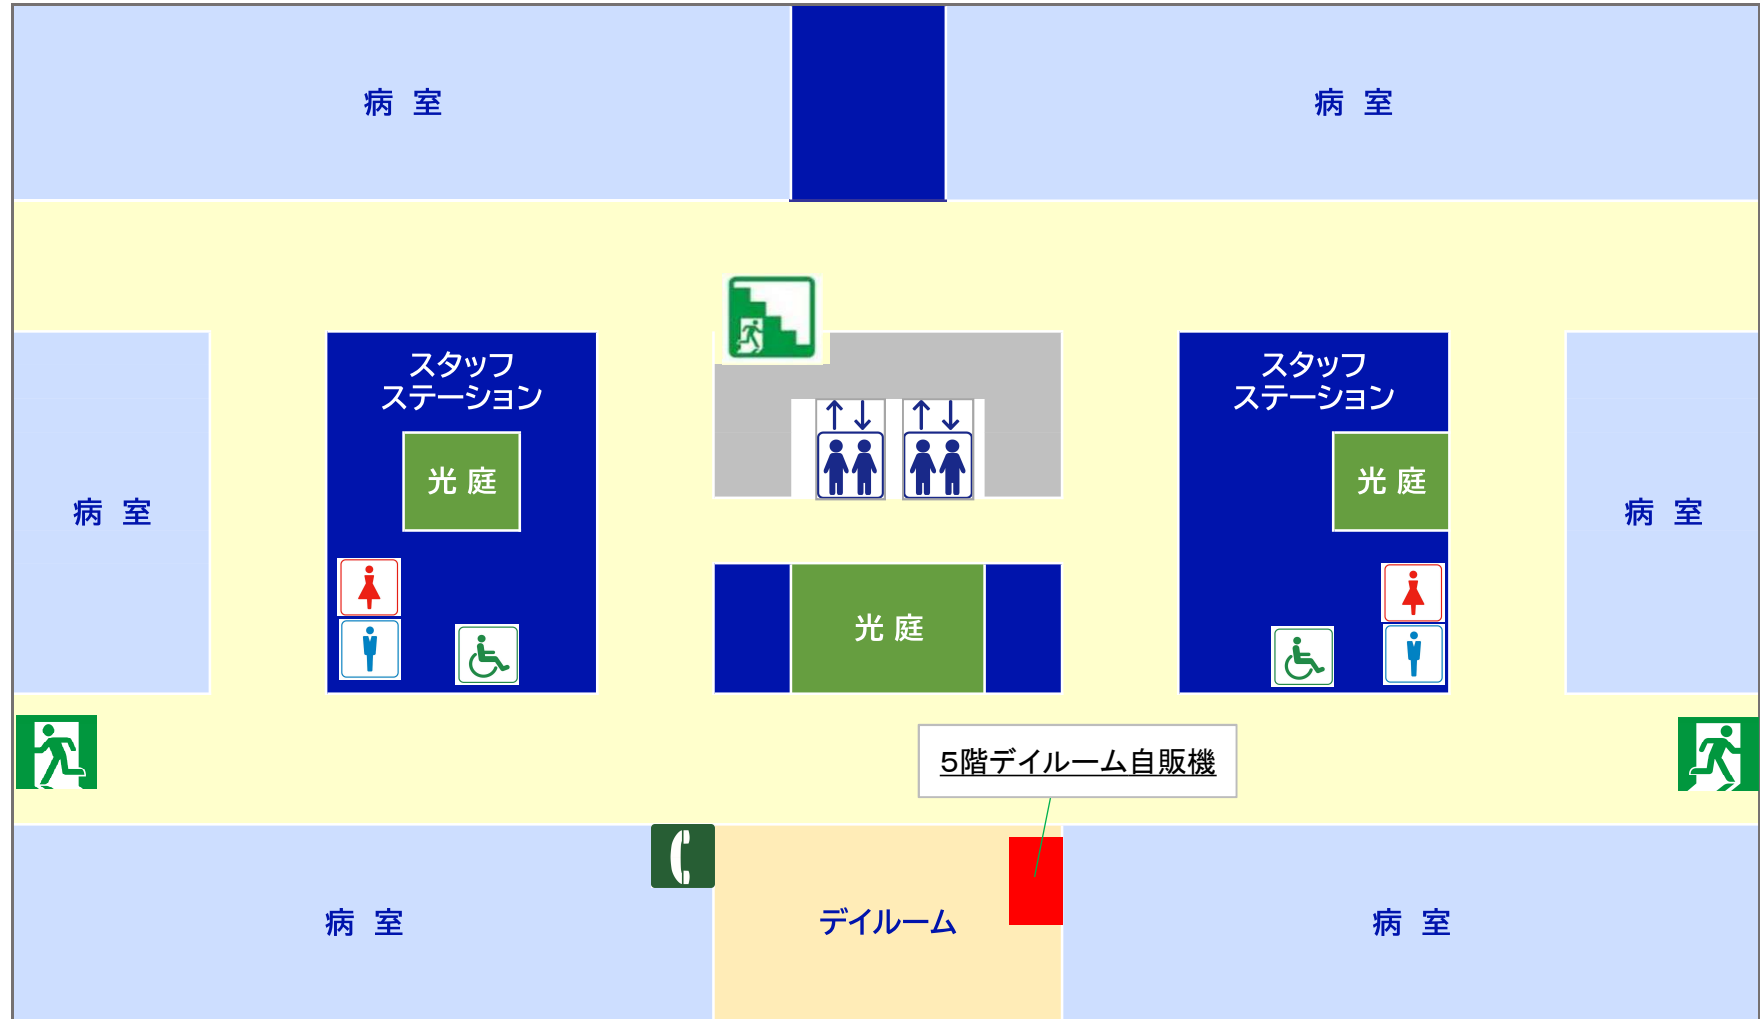 病 室
病 室
スタッフ
ステーション
スタッフ
ステーション
光 庭
光 庭
病 室
病 室
光 庭
5階デイルーム自販機
病 室
デイルーム
病 室